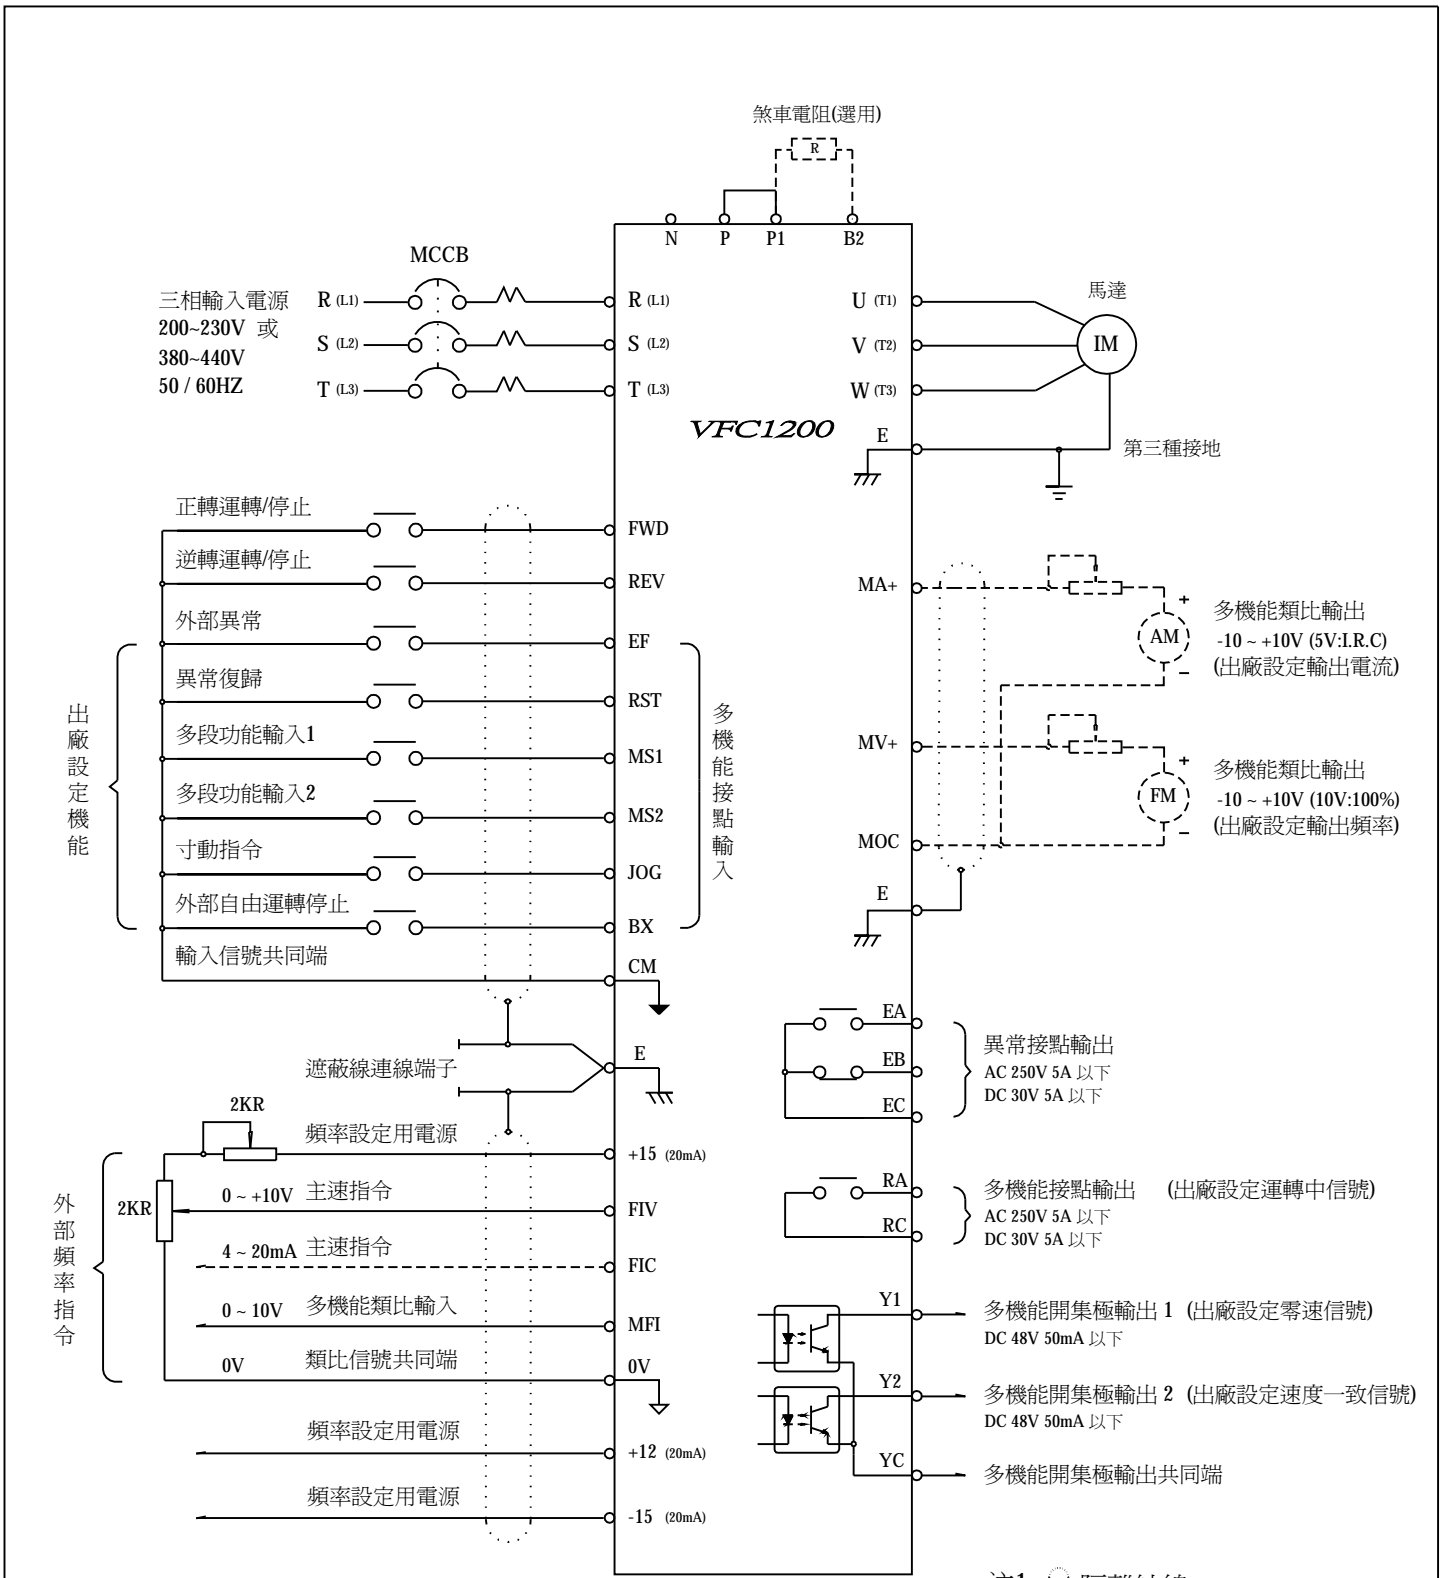 煞車電阻(選用)
R
N P P1 B2
MCCB
三相輸入電源
200~230V 或
380~440V
50 / 60HZ
R (L1)
S (L2)
T (L3)
R (L1)
S (L2)
T (L3)
U (T1)
V (T2)
W (T3)
E
馬達
IM
第三種接地
VFC1200
正轉運轉/停止
FWD
逆轉運轉/停止
REV
外部異常
EF
異常復歸
RST
多段功能輸入1
MS1
多段功能輸入2
MS2
寸動指令
JOG
外部自由運轉停止
BX
輸入信號共同端
CM
出廠設定機能
多機能接點輸入
MA+
AM
+
−
多機能類比輸出
-10 ~ +10V (5V:I.R.C)
(出廠設定輸出電流)
MV+
FM
+
−
多機能類比輸出
-10 ~ +10V (10V:100%)
(出廠設定輸出頻率)
MOC
E
遮蔽線連線端子
E
EA
EB
EC
異常接點輸出
AC 250V 5A 以下
DC 30V 5A 以下
2KR
頻率設定用電源
+15 (20mA)
外部頻率指令
2KR
0 ~ +10V 主速指令
FIV
4 ~ 20mA 主速指令
FIC
0 ~ 10V 多機能類比輸入
MFI
0V 類比信號共同端
0V
頻率設定用電源
+12 (20mA)
頻率設定用電源
-15 (20mA)
RA
RC
多機能接點輸出 (出廠設定運轉中信號)
AC 250V 5A 以下
DC 30V 5A 以下
Y1
多機能開集極輸出 1 (出廠設定零速信號)
DC 48V 50mA 以下
Y2
多機能開集極輸出 2 (出廠設定速度一致信號)
DC 48V 50mA 以下
YC
多機能開集極輸出共同端